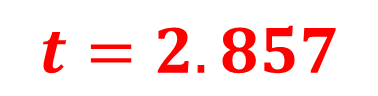 t = 2.857